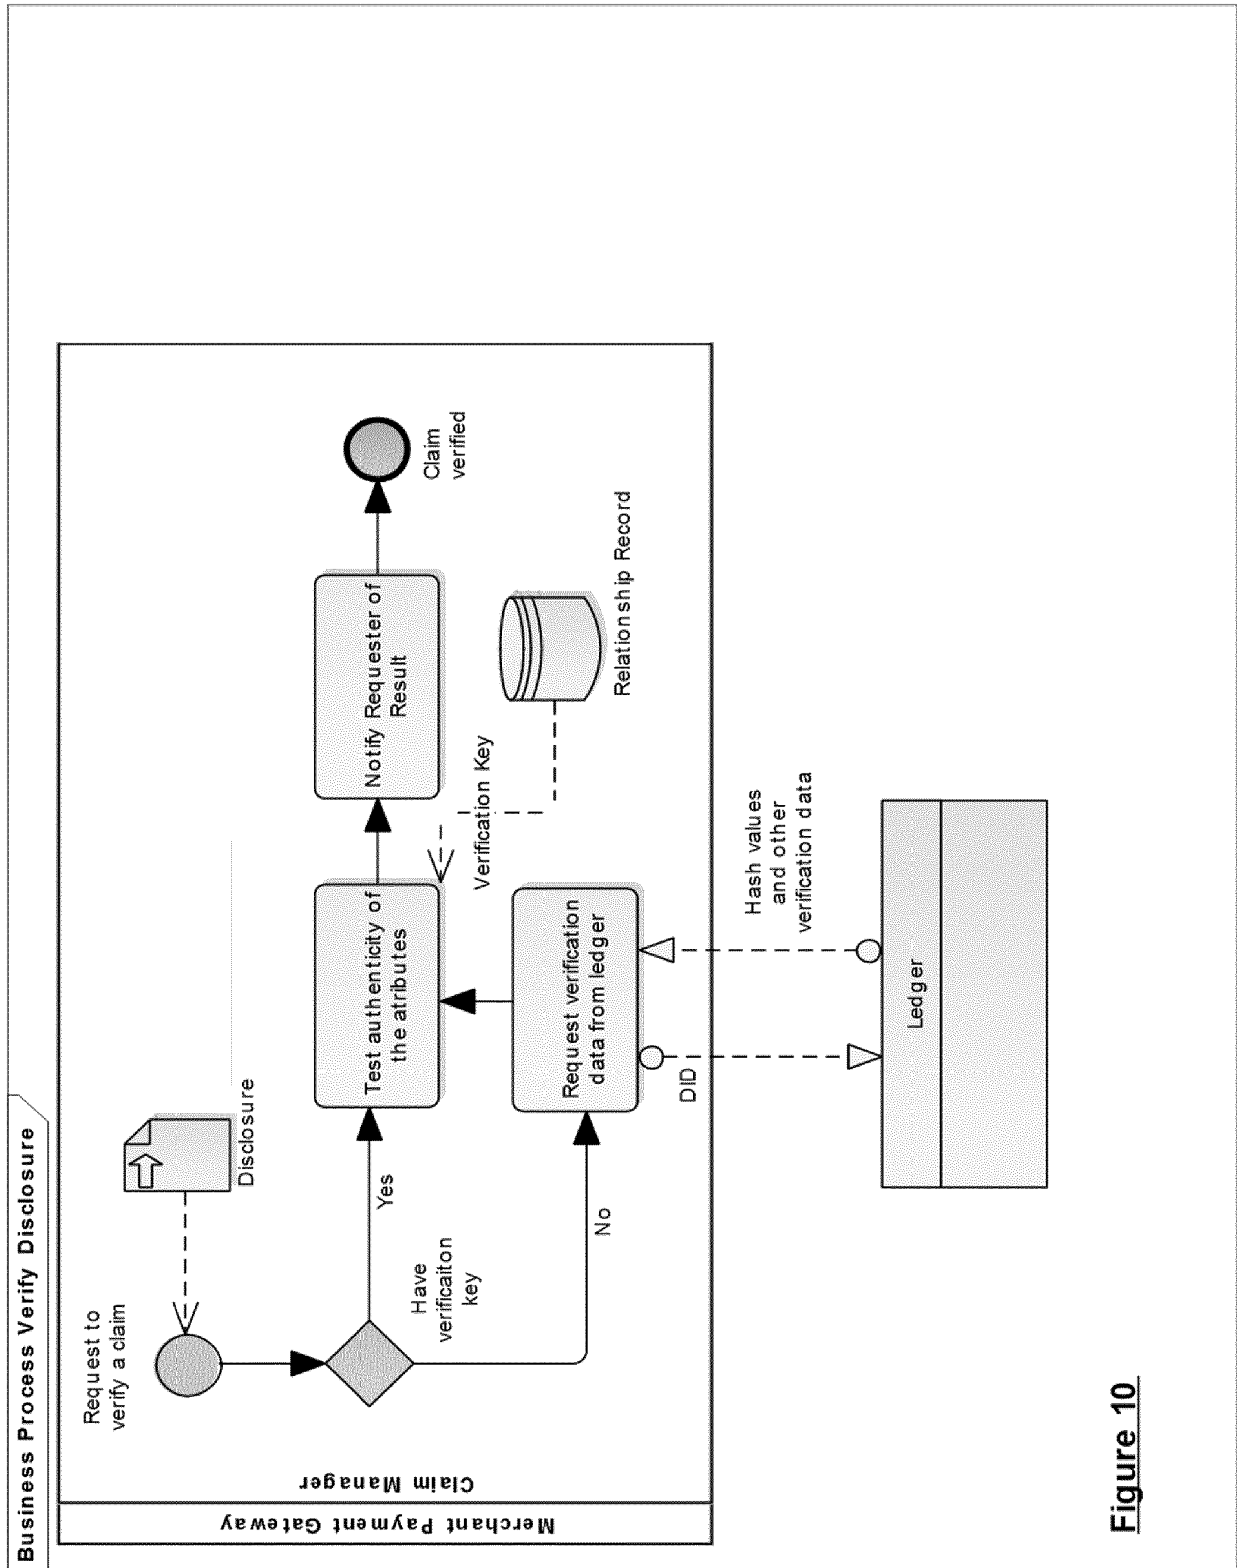 Business Process Verify Disclosure
Merchant Payment Gateway
Claim Manager
Request to
verify a claim
Disclosure
Have
verificaiton
key
Yes
No
Test authenticity of
the atributes
Notify Requester of
Result
Claim
verified
Verification Key
Relationship Record
Request verification
data from ledger
DID
Hash values
and other
verification data
Ledger
Figure 10